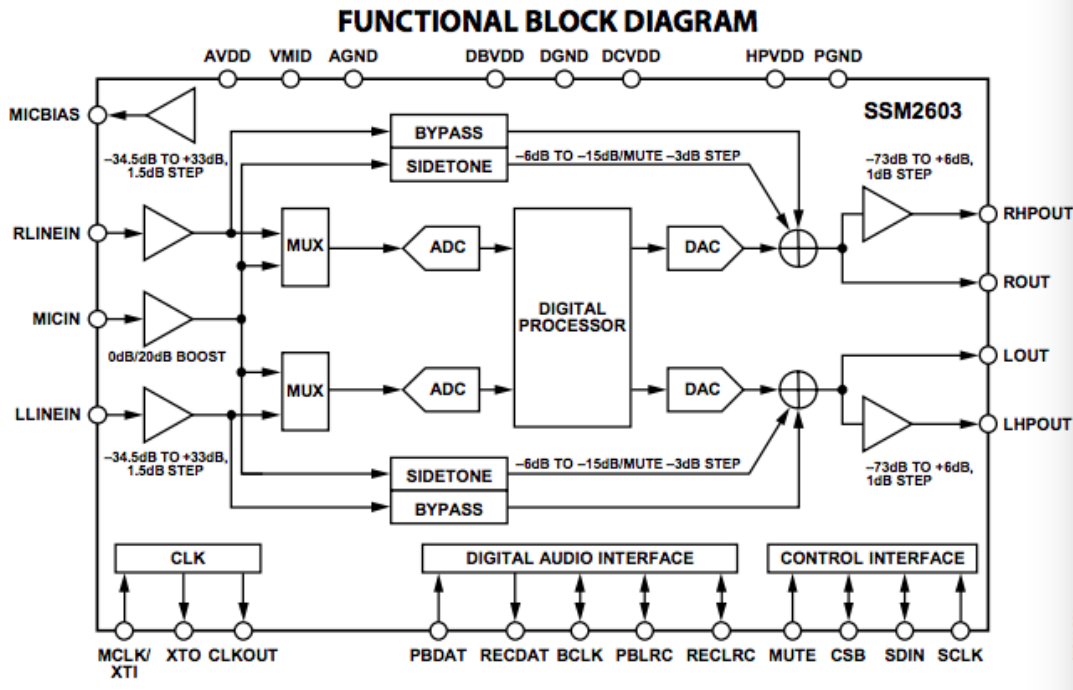 FUNCTIONAL BLOCK DIAGRAM
AVDD VMID AGND DBVDD DGND DCVDD HPVDD PGND
SSM2603
MICBIAS
–34.5dB TO +33dB,
1.5dB STEP
BYPASS
SIDETONE
–6dB TO –15dB/MUTE –3dB STEP
–73dB TO +6dB,
1dB STEP
RLINEIN
MUX
ADC
DAC
RHPOUT
ROUT
MICIN
0dB/20dB BOOST
DIGITAL
PROCESSOR
LOUT
LLINEIN
MUX
ADC
DAC
LHPOUT
–34.5dB TO +33dB,
1.5dB STEP
SIDETONE
BYPASS
–6dB TO –15dB/MUTE –3dB STEP
–73dB TO +6dB,
1dB STEP
CLK
DIGITAL AUDIO INTERFACE
CONTROL INTERFACE
MCLK/
XTI
XTO CLKOUT
PBDAT RECDAT BCLK PBLRC RECLRC
MUTE CSB SDIN SCLK